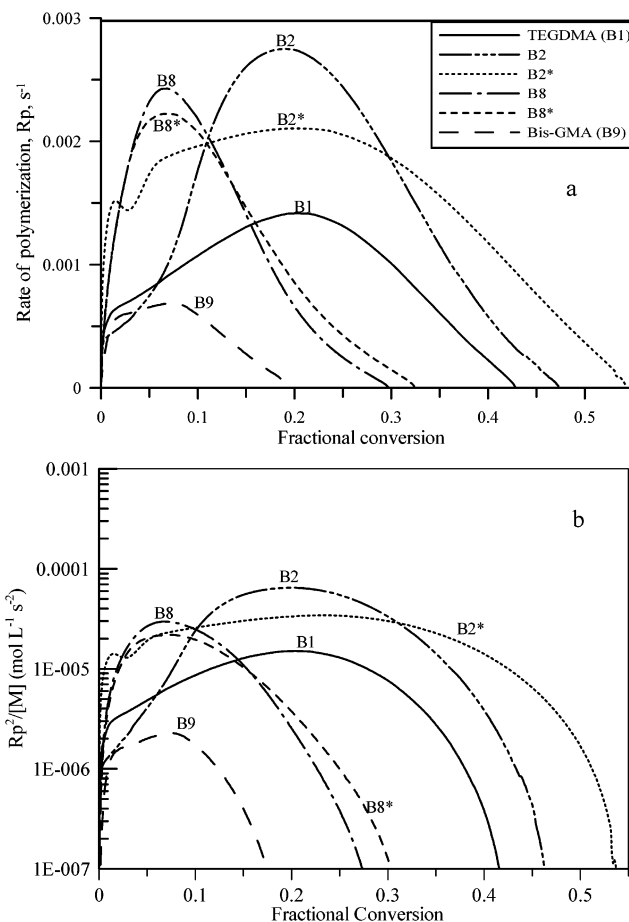 a
Rate of polymerization, Rp, s-1
0.003
0.002
0.001
0
0
0.1
0.2
0.3
0.4
0.5
Fractional conversion
TEGDMA (B1)
B2
B2*
B8
B8*
Bis-GMA (B9)
B8
B8*
B2
B2*
B1
B9
b
Rp2/[M] (mol L-1 s-2)
0.001
0.0001
1E-005
1E-006
1E-007
0
0.1
0.2
0.3
0.4
0.5
Fractional Conversion
B2
B8
B2*
B1
B9
B8*